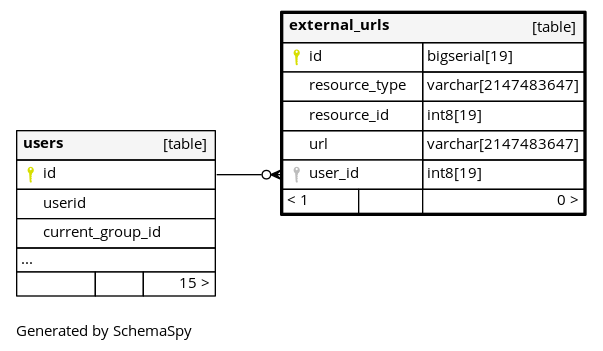 external_urls [table]
id bigserial[19]
resource_type varchar[2147483647]
resource_id int8[19]
url varchar[2147483647]
user_id int8[19]
< 1 0 >
users [table]
id
userid
current_group_id
...
15 >
Generated by SchemaSpy